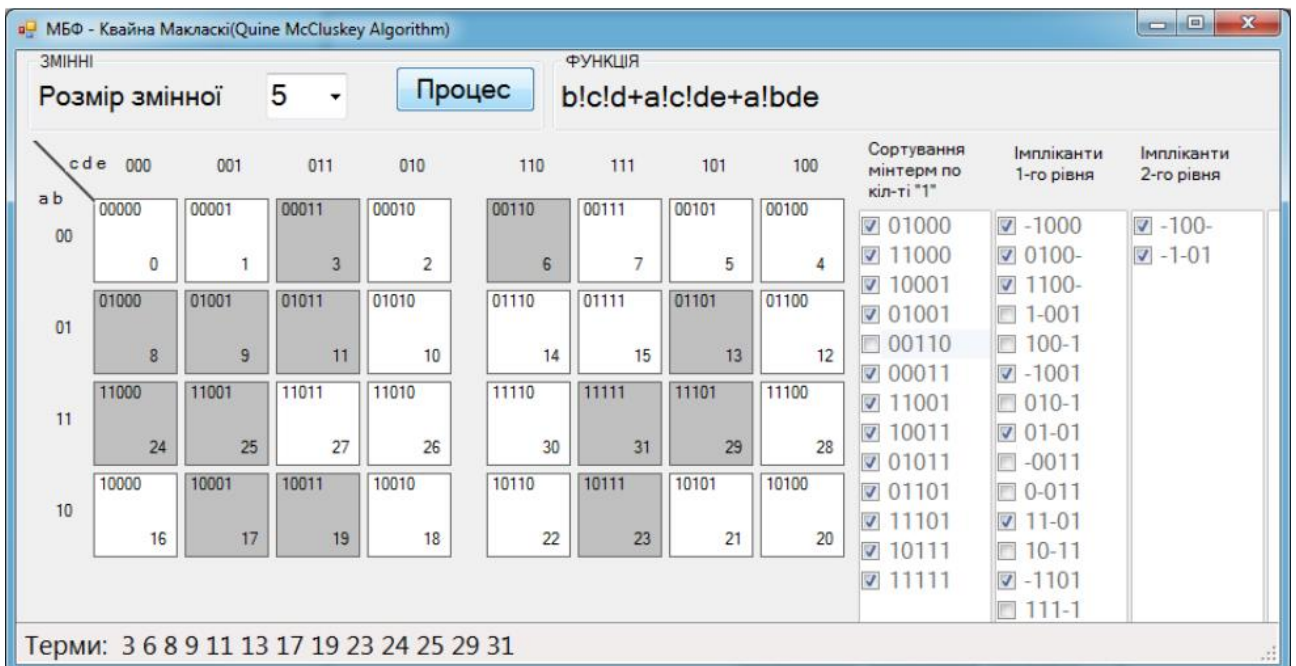 МБФ - Квайна Макласкі(Quine McCluskey Algorithm)
ЗМІННІ
Розмір змінної 5 Процес
ФУНКЦІЯ
b!c!d+a!c!de+a!bde
c d e 000 001 011 010 110 111 101 100
a b
00000 00001 00011 00010 00110 00111 00101 00100
00
0 1 3 2 6 7 5 4
01000 01001 01011 01010 01110 01111 01101 01100
01
8 9 11 10 14 15 13 12
11000 11001 11011 11010 11110 11111 11101 11100
11
24 25 27 26 30 31 29 28
10000 10001 10011 10010 10110 10111 10101 10100
10
16 17 19 18 22 23 21 20
Сортування
мінтерм по
кіл-ті "1"
01000
11000
10001
01001
00110
00011
11001
10011
01011
01101
11101
10111
11111
Імпліканти
1-го рівня
-1000
0100-
1100-
1-001
100-1
-1001
010-1
01-01
-0011
0-011
11-01
10-11
-1101
111-1
Імпліканти
2-го рівня
-100-
-1-01
Терми: 3 6 8 9 11 13 17 19 23 24 25 29 31